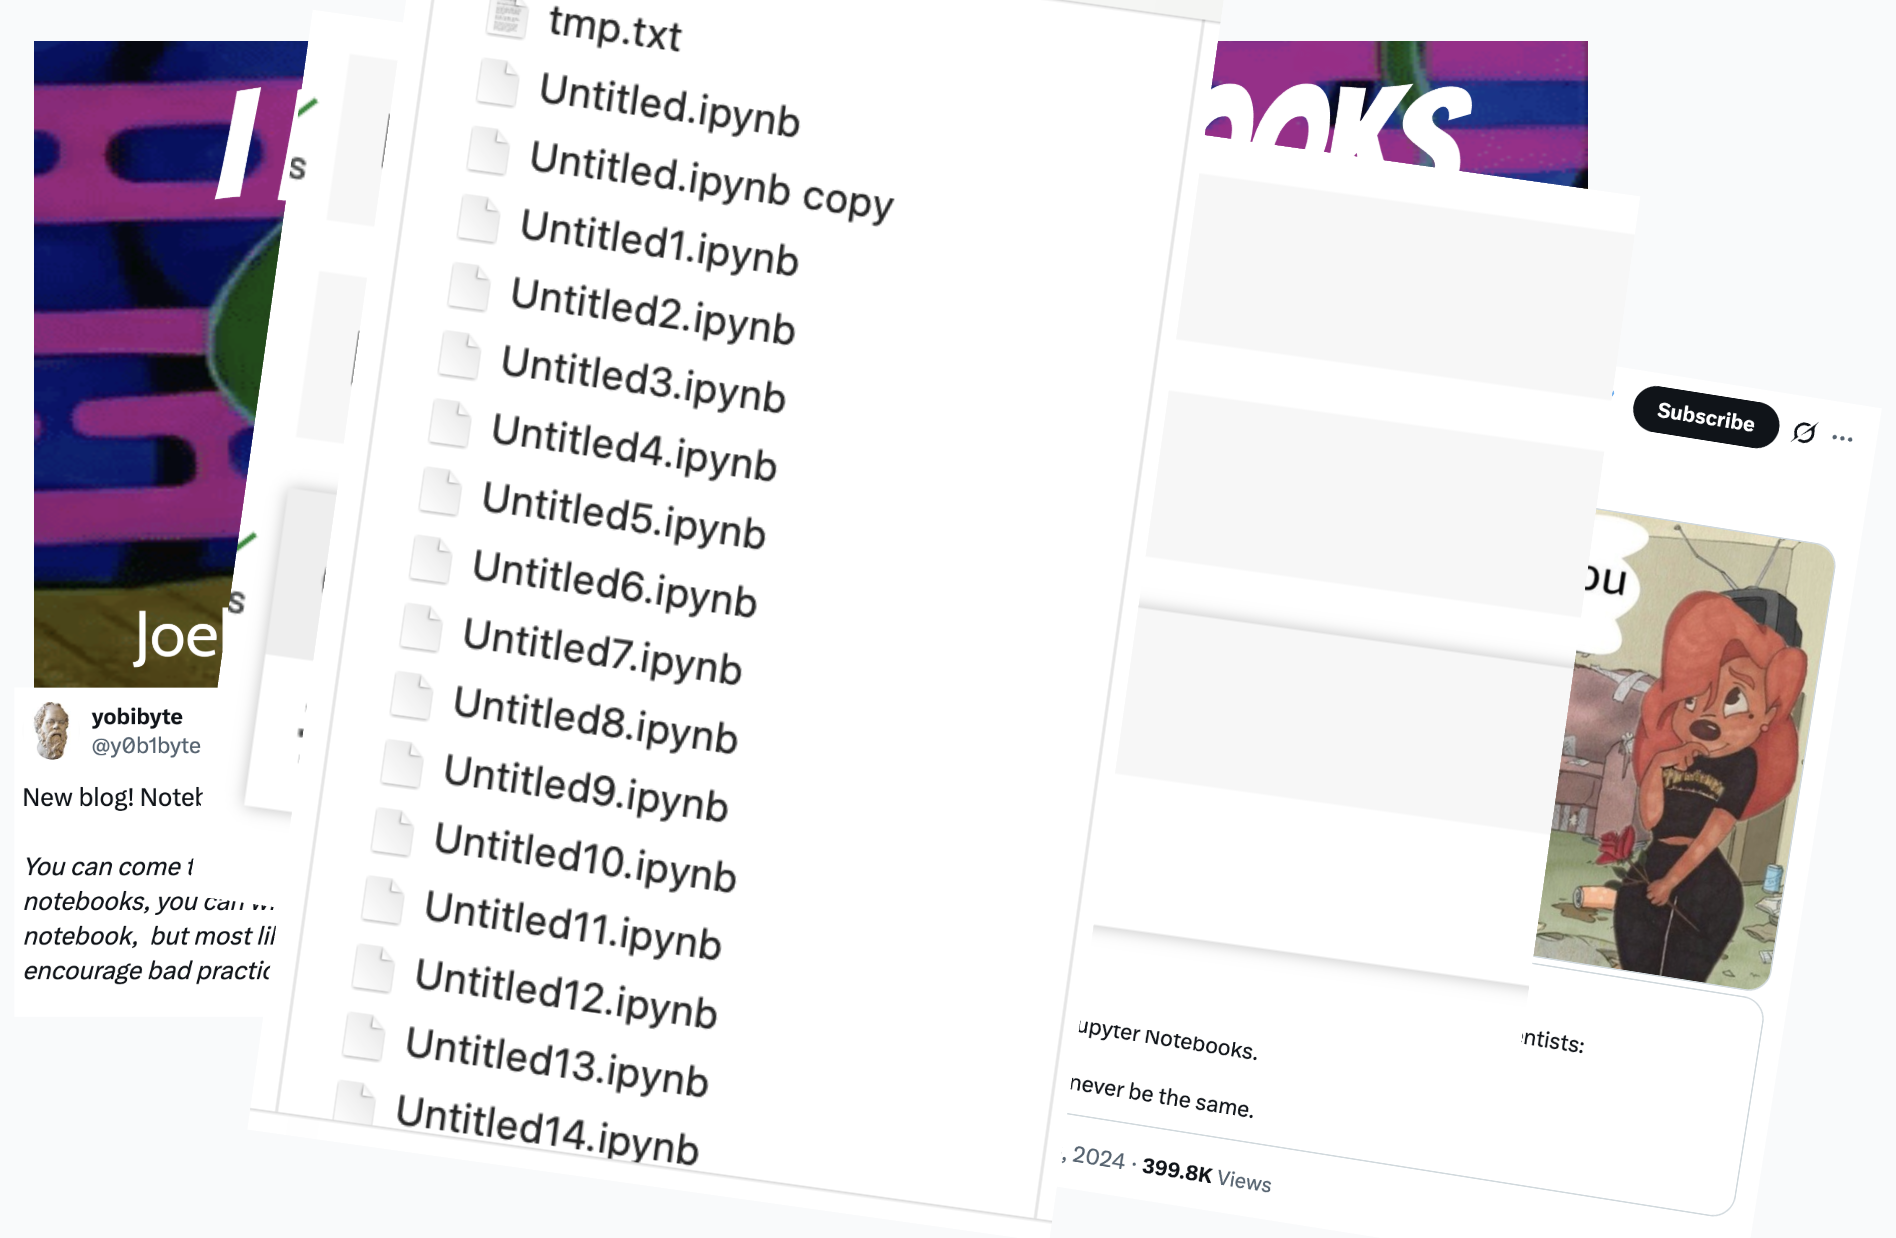 tmp.txt
Untitled.ipynb
Untitled.ipynb copy
Untitled1.ipynb
Untitled2.ipynb
Untitled3.ipynb
Untitled4.ipynb
Untitled5.ipynb
Untitled6.ipynb
Untitled7.ipynb
Untitled8.ipynb
Untitled9.ipynb
Untitled10.ipynb
Untitled11.ipynb
Untitled12.ipynb
Untitled13.ipynb
Untitled14.ipynb
I
OOKS
s
s
Joel
yobibyte
@y0b1byte
New blog! Noteb
You can come t
notebooks, you can w
notebook, but most lik
encourage bad practic
Subscribe
ou
upyter Notebooks.
ntists:
never be the same.
, 2024 · 399.8K Views